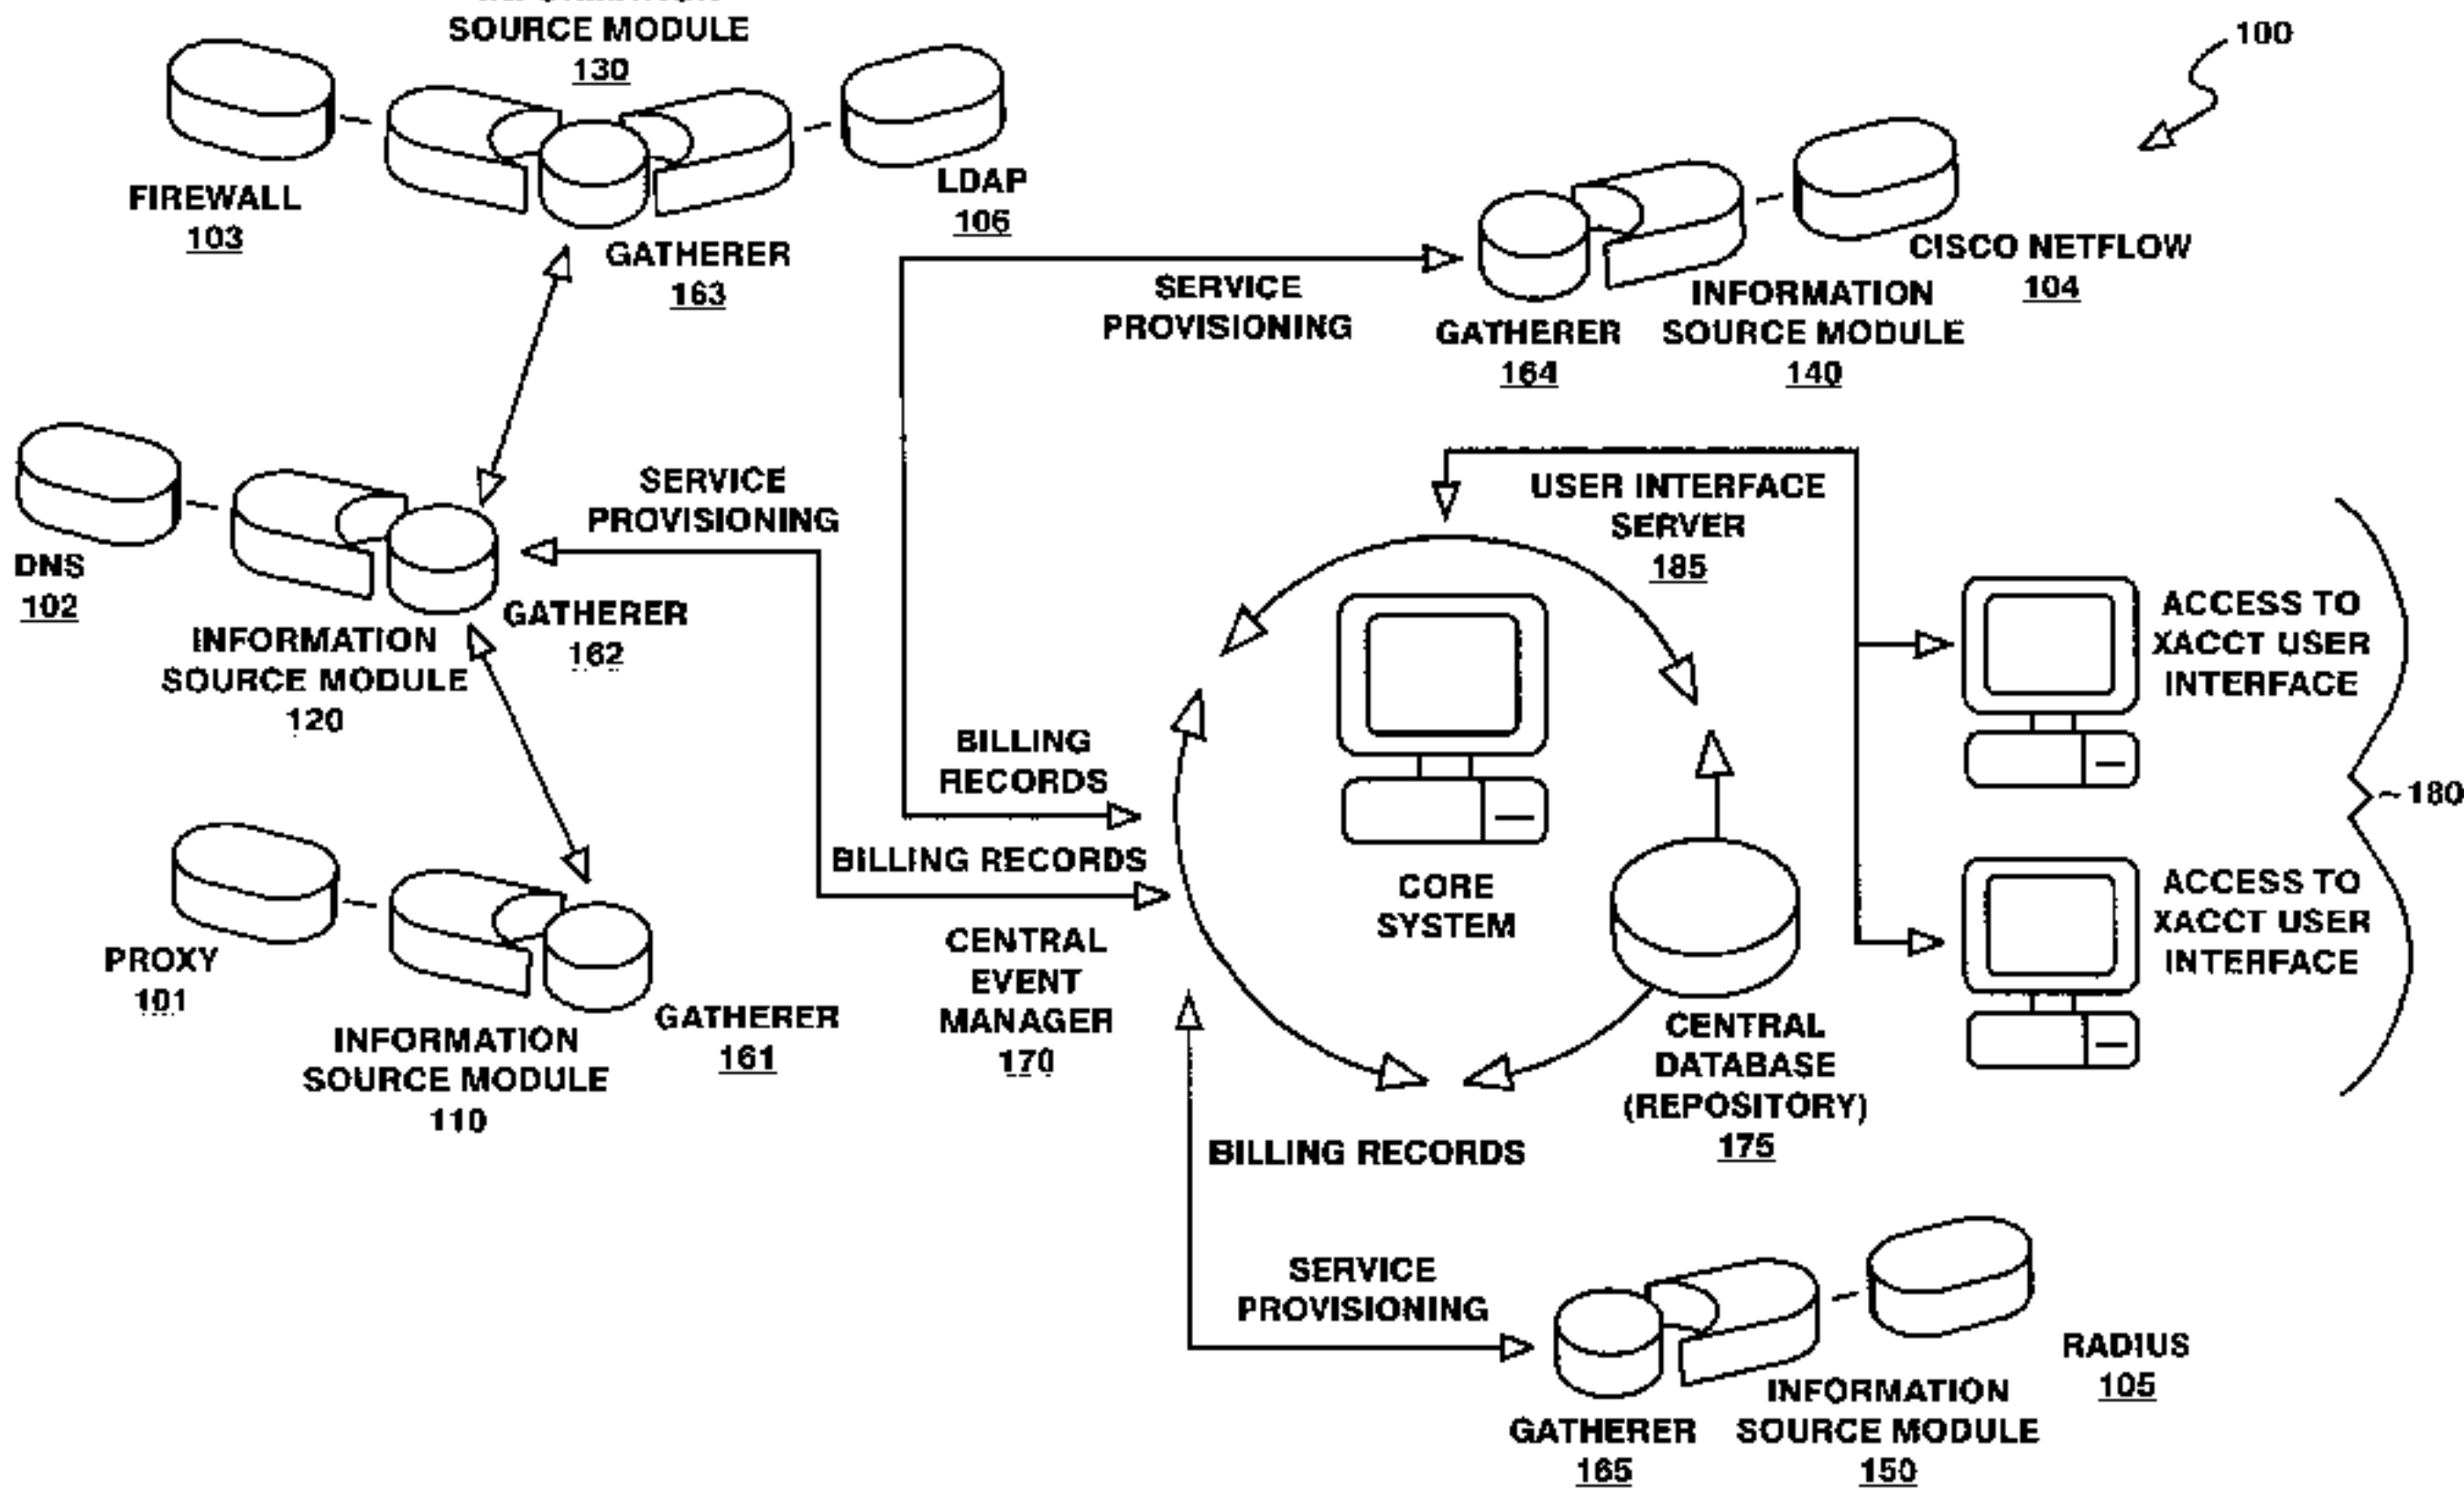 SOURCE MODULE
130
100
FIREWALL
103
LDAP
106
GATHERER
163
CISCO NETFLOW
104
SERVICE
PROVISIONING
GATHERER
164
INFORMATION
SOURCE MODULE
140
DNS
102
SERVICE
PROVISIONING
USER INTERFACE
SERVER
185
GATHERER
162
INFORMATION
SOURCE MODULE
120
ACCESS TO
XACCT USER
INTERFACE
BILLING
RECORDS
~180
BILLING RECORDS
CORE
SYSTEM
ACCESS TO
XACCT USER
INTERFACE
PROXY
101
CENTRAL
EVENT
MANAGER
170
GATHERER
161
INFORMATION
SOURCE MODULE
110
CENTRAL
DATABASE
(REPOSITORY)
175
BILLING RECORDS
SERVICE
PROVISIONING
RADIUS
105
GATHERER
165
INFORMATION
SOURCE MODULE
150